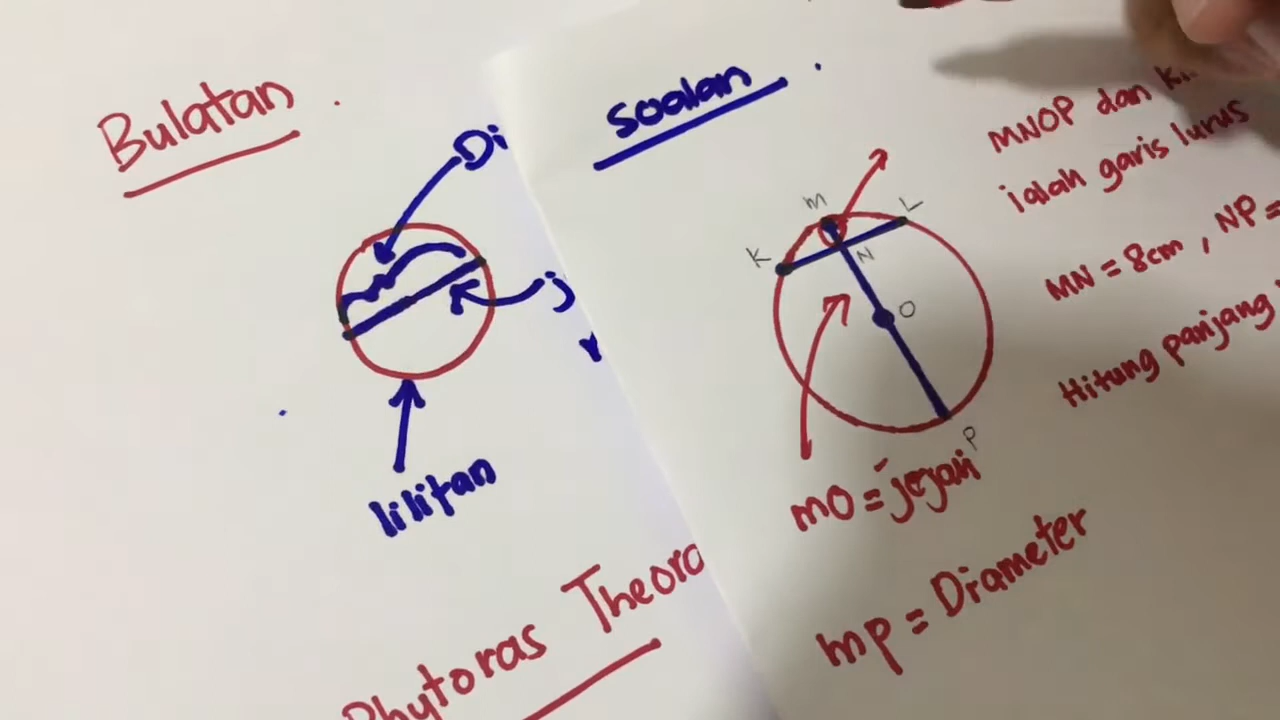 Bulatan
Di
j
r
lilitan
Phytoras Theora
soalan
M
L
K
N
O
P
MO = jejari
MP = Diameter
MNOP dan
ialah garis lurus
MN = 8cm, NP =
Hitung panjang